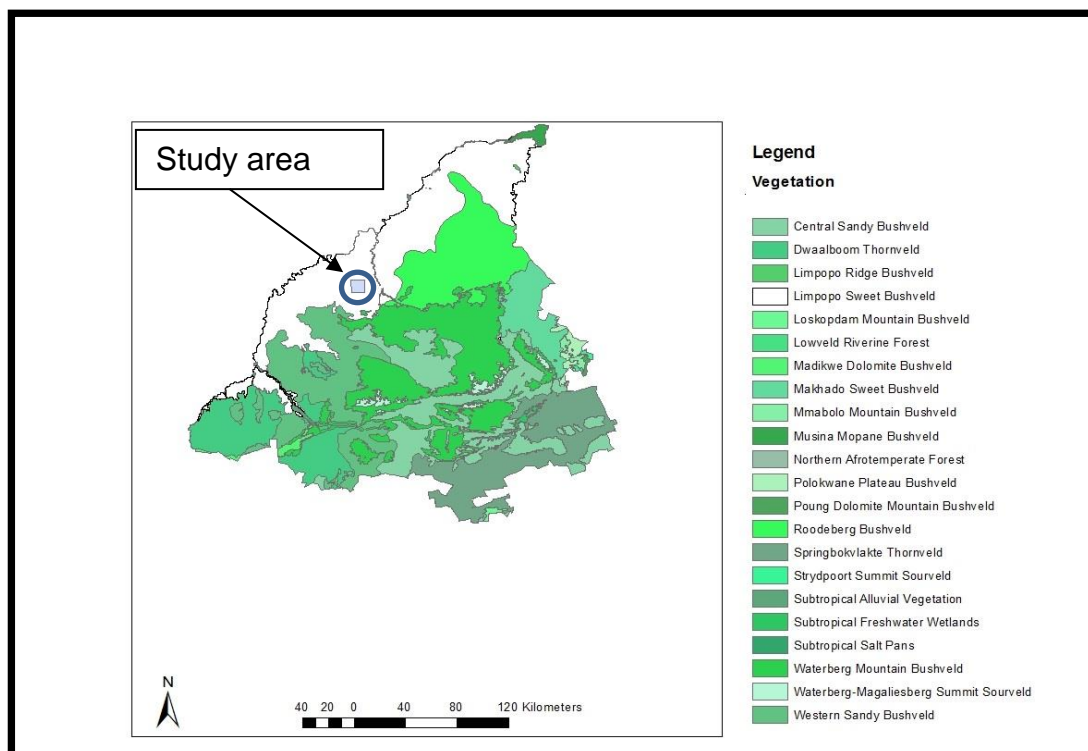 Study area
Legend
Vegetation
Central Sandy Bushveld
Dwaalboom Thornveld
Limpopo Ridge Bushveld
Limpopo Sweet Bushveld
Loskopdam Mountain Bushveld
Lowveld Riverine Forest
Madikwe Dolomite Bushveld
Makhado Sweet Bushveld
Mmabolo Mountain Bushveld
Musina Mopane Bushveld
Northern Afrotemperate Forest
Polokwane Plateau Bushveld
Poung Dolomite Mountain Bushveld
Roodeberg Bushveld
Springbokvlakte Thornveld
Strydpoort Summit Sourveld
Subtropical Alluvial Vegetation
Subtropical Freshwater Wetlands
Subtropical Salt Pans
Waterberg Mountain Bushveld
Waterberg-Magaliesberg Summit Sourveld
Western Sandy Bushveld
N
40 20 0 40 80 120 Kilometers